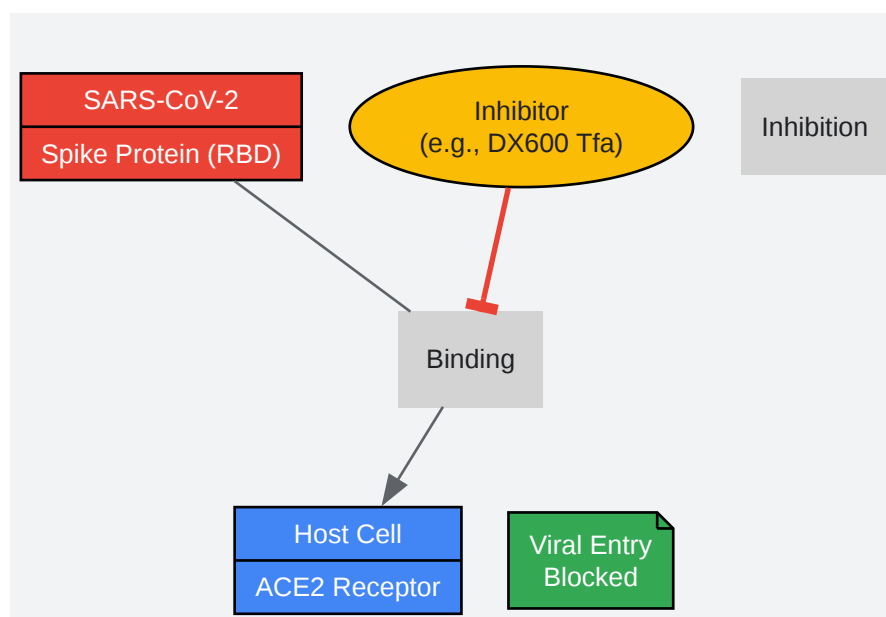 SARS-CoV-2
Spike Protein (RBD)
Inhibitor
(e.g., DX600 Tfa)
Inhibition
Binding
Host Cell
ACE2 Receptor
Viral Entry
Blocked